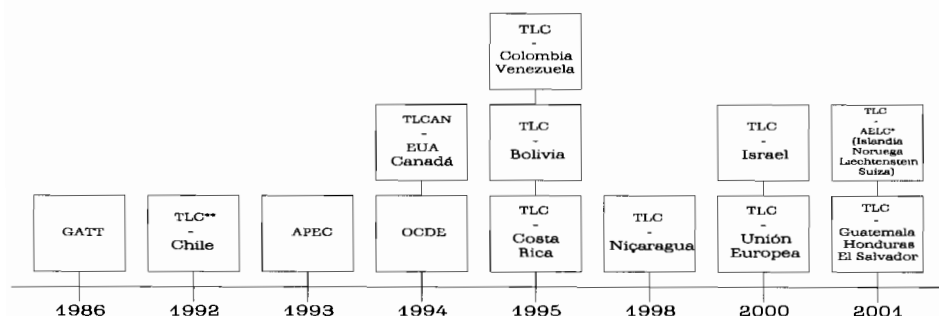 TLC
-
Colombia
Venezuela
TLCAN
-
EUA
Canadá
TLC
-
Bolivia
TLC
-
Israel
TLC
-
AELC*
(Islandia
Noruega
Liechtenstein
Suiza)
GATT
TLC**
-
Chile
APEC
OCDE
TLC
-
Costa
Rica
TLC
-
Niçaragua
TLC
-
Unión
Europea
TLC
-
Guatemala
Honduras
El Salvador
1986
1992
1993
1994
1995
1998
2000
2001